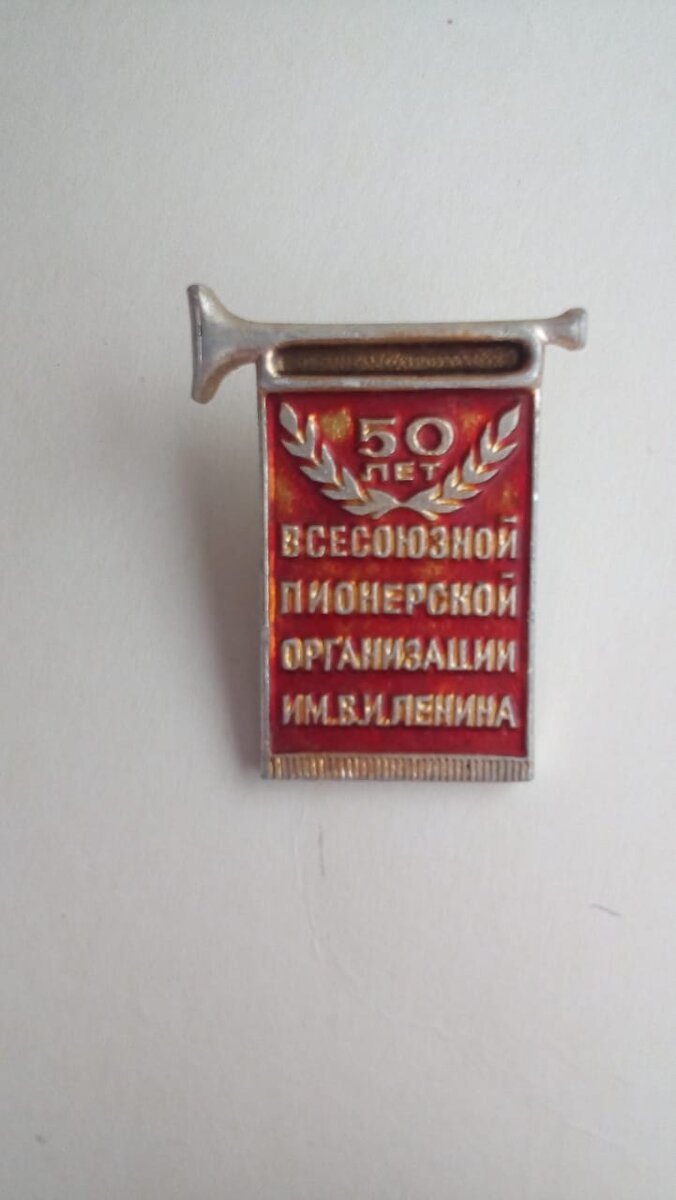 50
ЛЕТ
ВСЕСОЮЗНОЙ
ПИОНЕРСКОЙ
ОРГАНИЗАЦИИ
ИМ.В.И.ЛЕНИНА